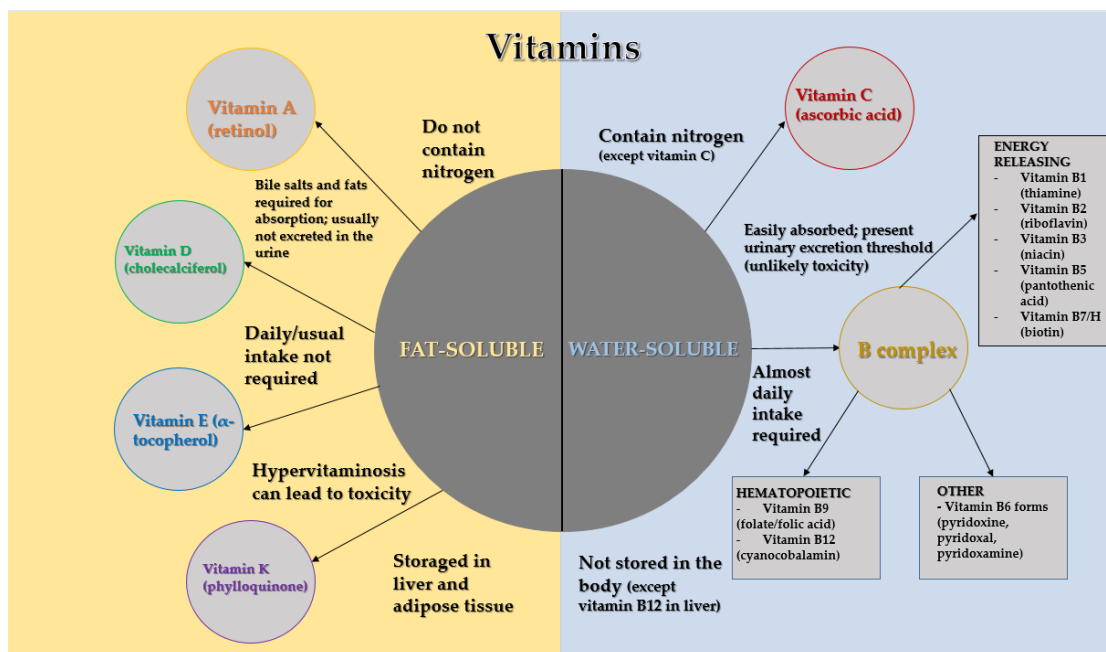 Vitamins
Vitamin A
(retinol)
Do not
contain
nitrogen
Bile salts and fats
required for
absorption; usually
not excreted in the
urine
Vitamin D
(cholecalciferol)
Daily/usual
intake not
required
FAT-SOLUBLE
Vitamin E (α-
tocopherol)
Hypervitaminosis
can lead to toxicity
Vitamin K
(phylloquinone)
Storaged in
liver and
adipose tissue
Contain nitrogen
(except vitamin C)
Vitamin C
(ascorbic acid)
Easily absorbed; present
urinary excretion threshold
(unlikely toxicity)
WATER-SOLUBLE
B complex
Almost
daily
intake
required
ENERGY
RELEASING
- Vitamin B1
(thiamine)
- Vitamin B2
(riboflavin)
- Vitamin B3
(niacin)
- Vitamin B5
(pantothenic
acid)
- Vitamin B7/H
(biotin)
HEMATOPOIETIC
- Vitamin B9
(folate/folic acid)
- Vitamin B12
(cyanocobalamin)
OTHER
- Vitamin B6 forms
(pyridoxine,
pyridoxal,
pyridoxamine)
Not stored in the
body (except
vitamin B12 in liver)